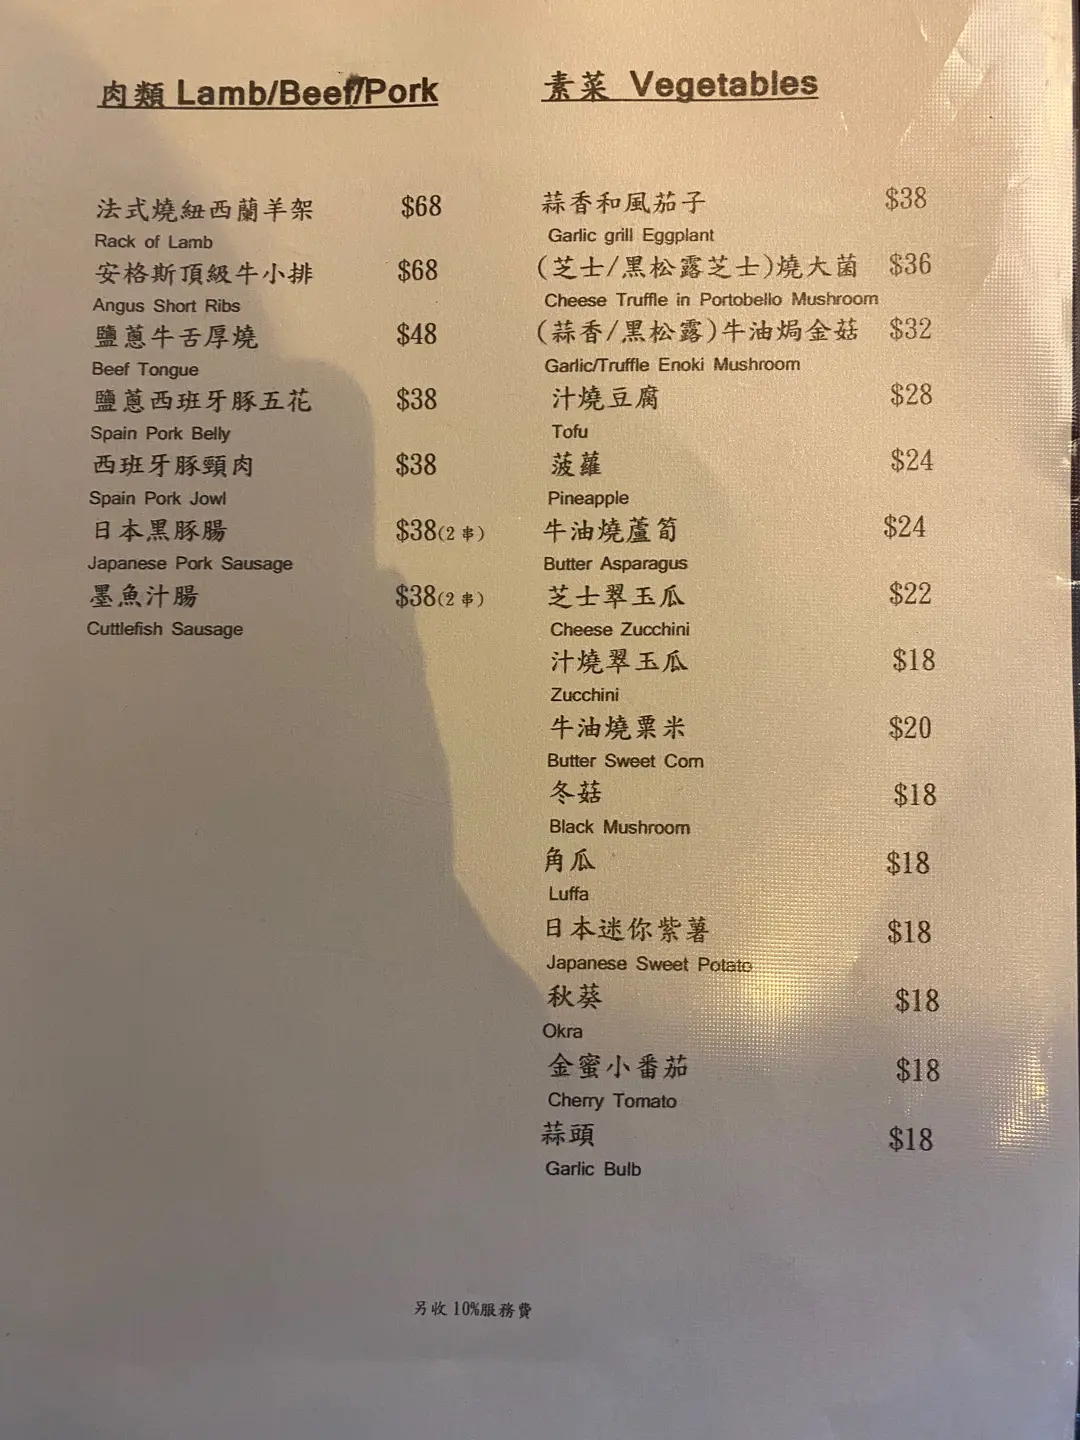 肉類 Lamb/Beef/Pork
法式燒紐西蘭羊架 $68
Rack of Lamb
安格斯頂級牛小排 $68
Angus Short Ribs
鹽蔥牛舌厚燒 $48
Beef Tongue
鹽蔥西班牙豚五花 $38
Spain Pork Belly
西班牙豚頸肉 $38
Spain Pork Jowl
日本黑豚腸 $38(2 串)
Japanese Pork Sausage
墨魚汁腸 $38(2 串)
Cuttlefish Sausage
素菜 Vegetables
蒜香和風茄子 $38
Garlic grill Eggplant
(芝士/黑松露芝士)燒大菌 $36
Cheese Truffle in Portobello Mushroom
(蒜香/黑松露)牛油焗金菇 $32
Garlic/Truffle Enoki Mushroom
汁燒豆腐 $28
Tofu
菠蘿 $24
Pineapple
牛油燒蘆筍 $24
Butter Asparagus
芝士翠玉瓜 $22
Cheese Zucchini
汁燒翠玉瓜 $18
Zucchini
牛油燒粟米 $20
Butter Sweet Corn
冬菇 $18
Black Mushroom
角瓜 $18
Luffa
日本迷你紫薯 $18
Japanese Sweet Potato
秋葵 $18
Okra
金蜜小番茄 $18
Cherry Tomato
蒜頭 $18
Garlic Bulb
另收 10%服務費